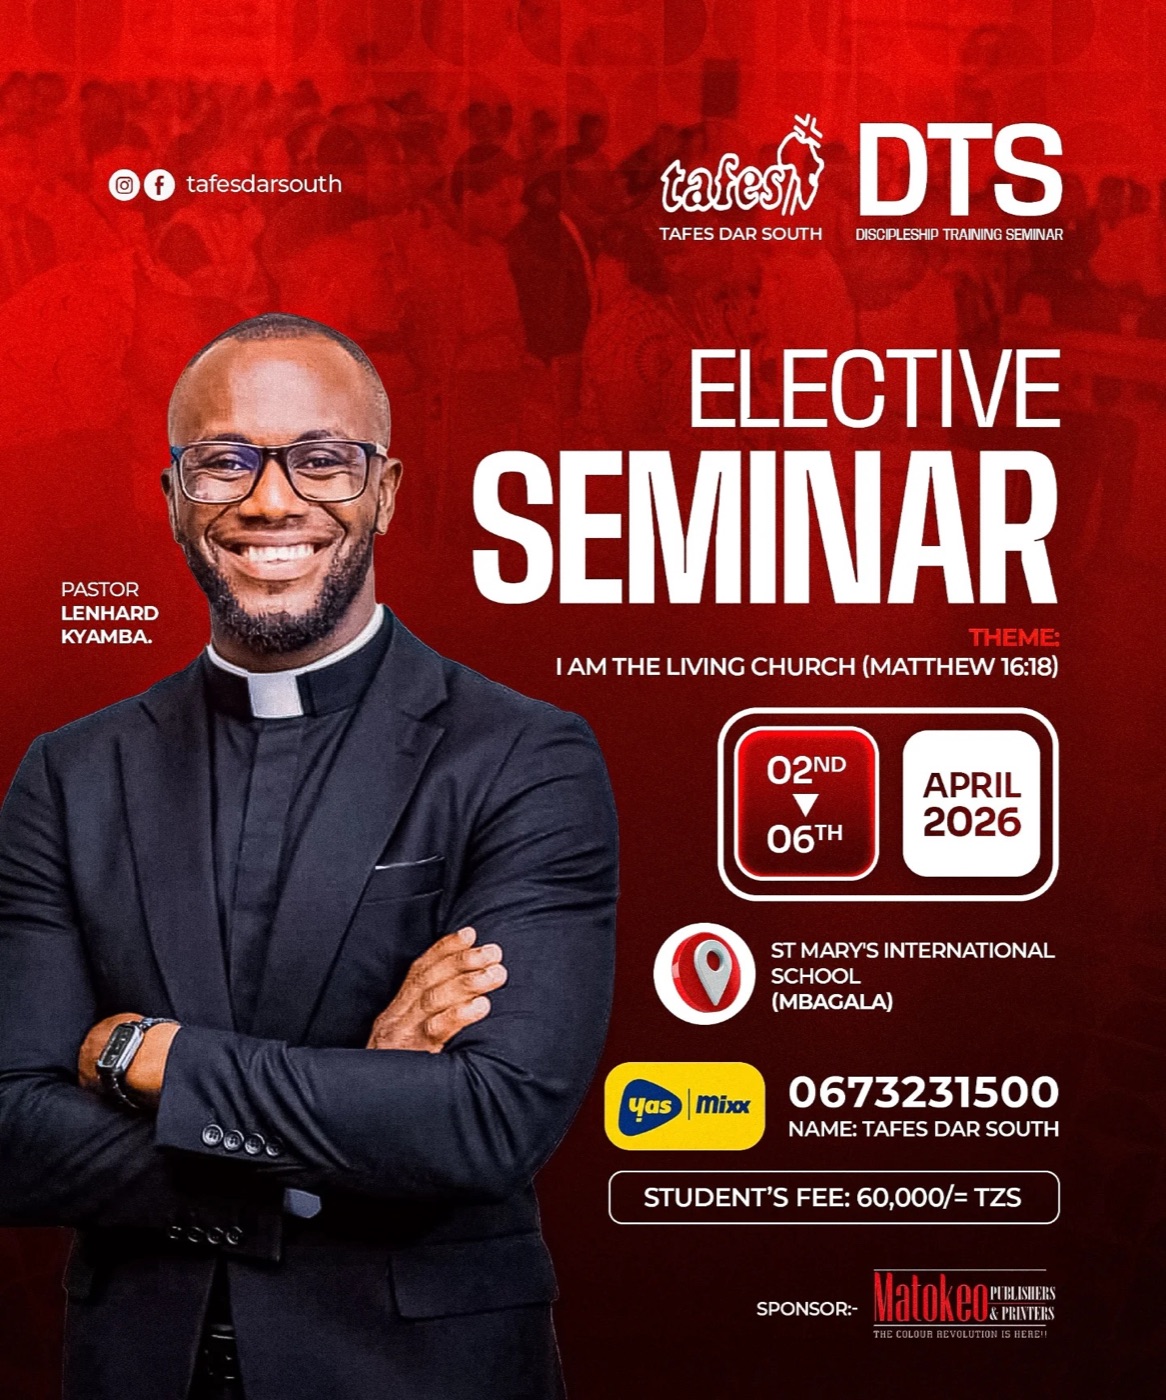 tafesdarsouth
tafes
TAFES DAR SOUTH
DTS
DISCIPLESHIP TRAINING SEMINAR
ELECTIVE
SEMINAR
PASTOR
LENHARD
KYAMBA.
THEME:
I AM THE LIVING CHURCH (MATTHEW 16:18)
02ND
06TH
APRIL
2026
ST MARY'S INTERNATIONAL
SCHOOL
(MBAGALA)
yas
Mixx
0673231500
NAME: TAFES DAR SOUTH
STUDENT'S FEE: 60,000/= TZS
SPONSOR:-
Matokeo PUBLISHERS
& PRINTERS
THE COLOUR REVOLUTION IS HERE!!